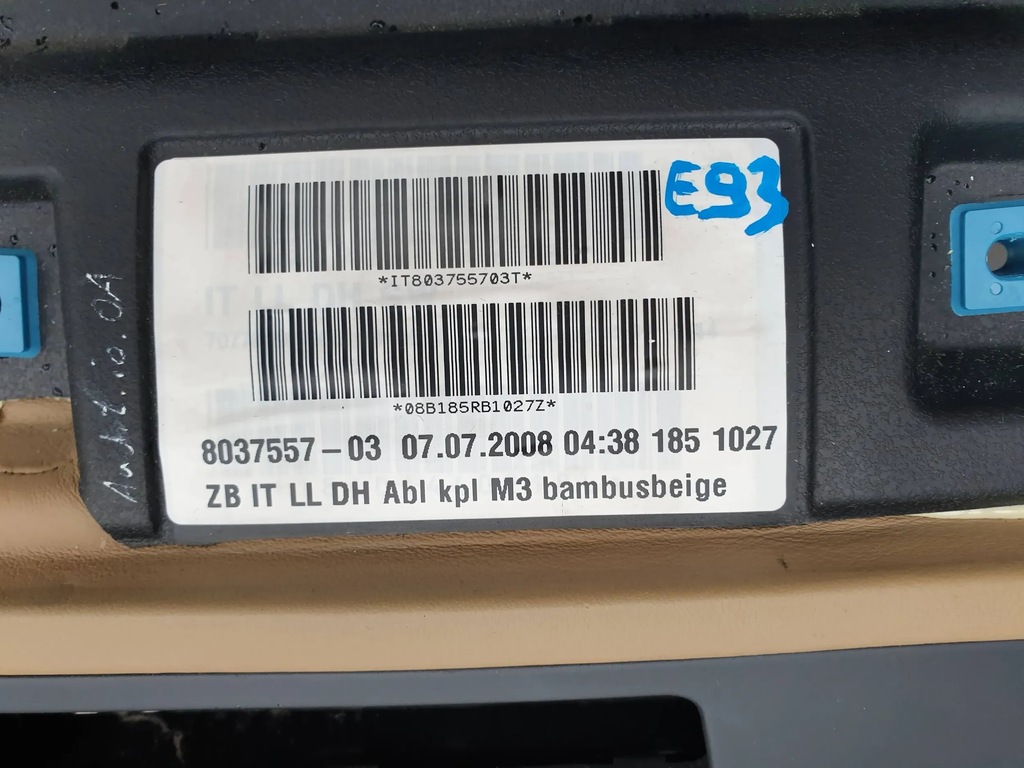 E93
*IT803755703T*
*08B185RB1027Z*
8037557-03 07.07.2008 04:38 185 1027
ZB IT LL DH Abl kpl M3 bambusbeige